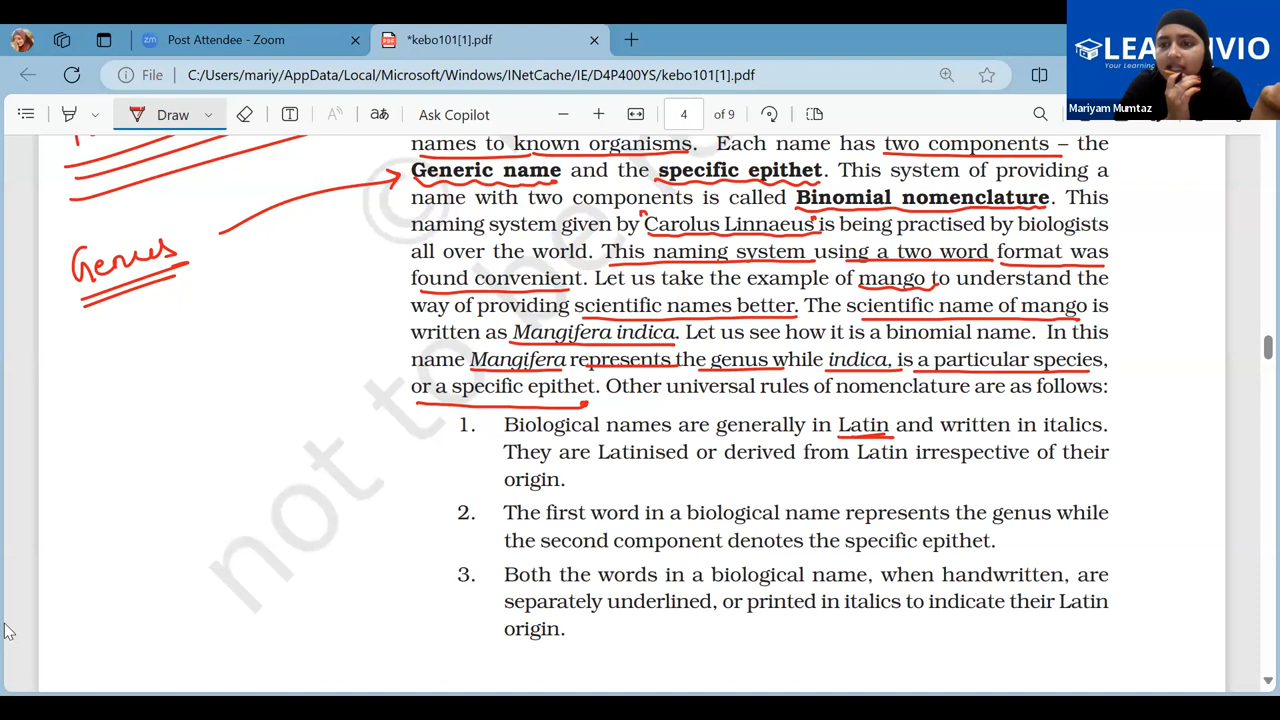 Post Attendee - Zoom
*kebo101[1].pdf
File
C:/Users/mariy/AppData/Local/Microsoft/Windows/INetCache/IE/D4P400YS/kebo101[1].pdf
Your Learning
Mariyam Mumtaz
Draw
Ask Copilot
4 of 9
names to known organisms. Each name has two components – the
Generic name and the specific epithet. This system of providing a
name with two components is called Binomial nomenclature. This
naming system given by Carolus Linnaeus is being practised by biologists
all over the world. This naming system using a two word format was
found convenient. Let us take the example of mango to understand the
way of providing scientific names better. The scientific name of mango is
written as Mangifera indica. Let us see how it is a binomial name. In this
name Mangifera represents the genus while indica, is a particular species,
or a specific epithet. Other universal rules of nomenclature are as follows:
Genus
1. Biological names are generally in Latin and written in italics.
They are Latinised or derived from Latin irrespective of their
origin.
2. The first word in a biological name represents the genus while
the second component denotes the specific epithet.
3. Both the words in a biological name, when handwritten, are
separately underlined, or printed in italics to indicate their Latin
origin.
not to be